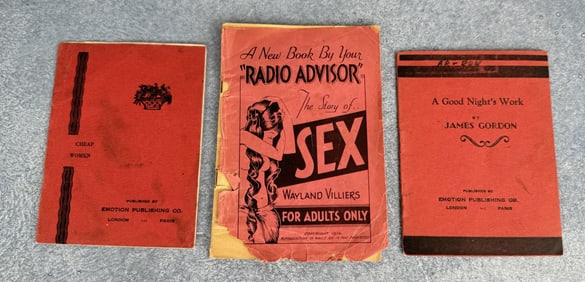 CHEAP
WOMEN
PUBLISHED BY
EMOTION PUBLISHING CO.
LONDON PARIS
A New Book By Your
"RADIO ADVISOR"
The Story of
SEX
WAYLAND VILLIERS
FOR ADULTS ONLY
COPYRIGHT
A Good Night's Work
BY
JAMES GORDON
PUBLISHED BY
EMOTION PUBLISHING CO.
LONDON PARIS